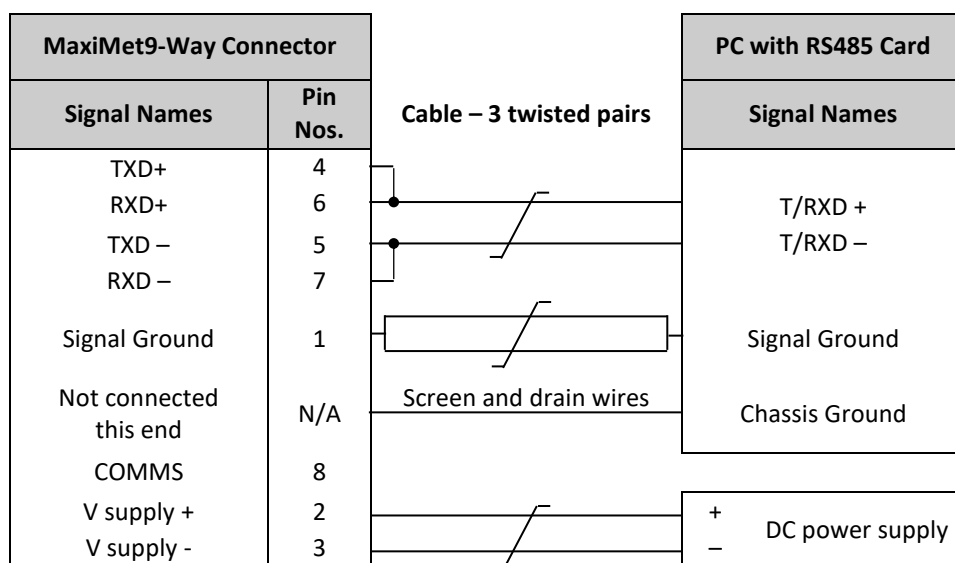 MaxiMet9-Way Connector
PC with RS485 Card
Signal Names
Pin
Nos.
Cable – 3 twisted pairs
Signal Names
TXD+ 4
RXD+ 6
T/RXD +
TXD – 5
T/RXD –
RXD – 7
Signal Ground 1
Signal Ground
Not connected
this end
N/A
Screen and drain wires
Chassis Ground
COMMS 8
V supply + 2
+
DC power supply
V supply - 3
–